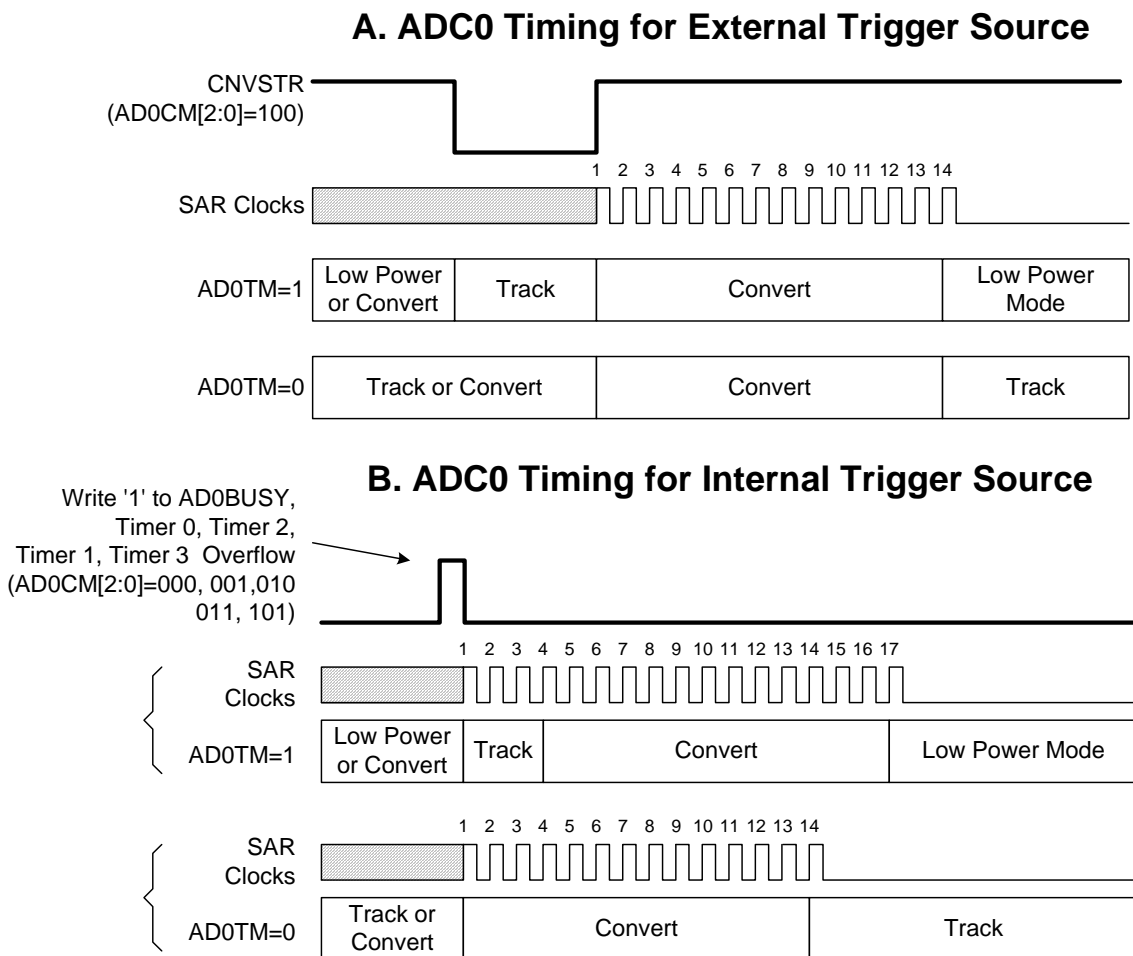 A. ADC0 Timing for External Trigger Source
CNVSTR
(AD0CM[2:0]=100)
1 2 3 4 5 6 7 8 9 10 11 12 13 14
SAR Clocks
AD0TM=1
Low Power
or Convert
Track
Convert
Low Power
Mode
AD0TM=0
Track or Convert
Convert
Track
B. ADC0 Timing for Internal Trigger Source
Write '1' to AD0BUSY,
Timer 0, Timer 2,
Timer 1, Timer 3 Overflow
(AD0CM[2:0]=000, 001,010
011, 101)
1 2 3 4 5 6 7 8 9 10 11 12 13 14 15 16 17
SAR
Clocks
AD0TM=1
Low Power
or Convert
Track
Convert
Low Power Mode
1 2 3 4 5 6 7 8 9 10 11 12 13 14
SAR
Clocks
AD0TM=0
Track or
Convert
Convert
Track